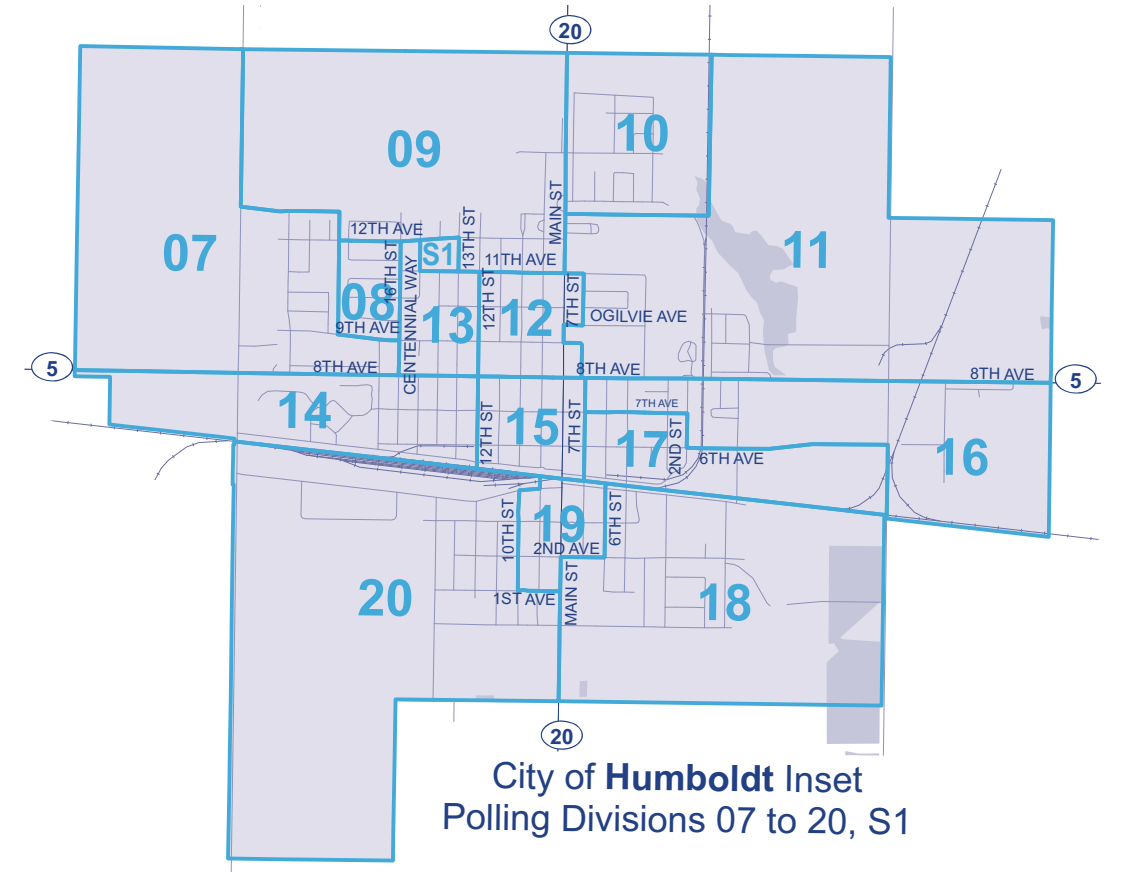 20
10
09
MAIN ST
13TH ST
12TH AVE
S1
07
11
16TH ST
11TH AVE
CENTENNIAL WAY
08
12TH ST
7TH ST
12
13
OGILVIE AVE
9TH AVE
5
8TH AVE
8TH AVE
8TH AVE
5
14
12TH ST
15
7TH ST
7TH AVE
17
2ND ST
6TH AVE
16
10TH ST
19
6TH ST
2ND AVE
20
1ST AVE
MAIN ST
18
20
City of Humboldt Inset
Polling Divisions 07 to 20, S1